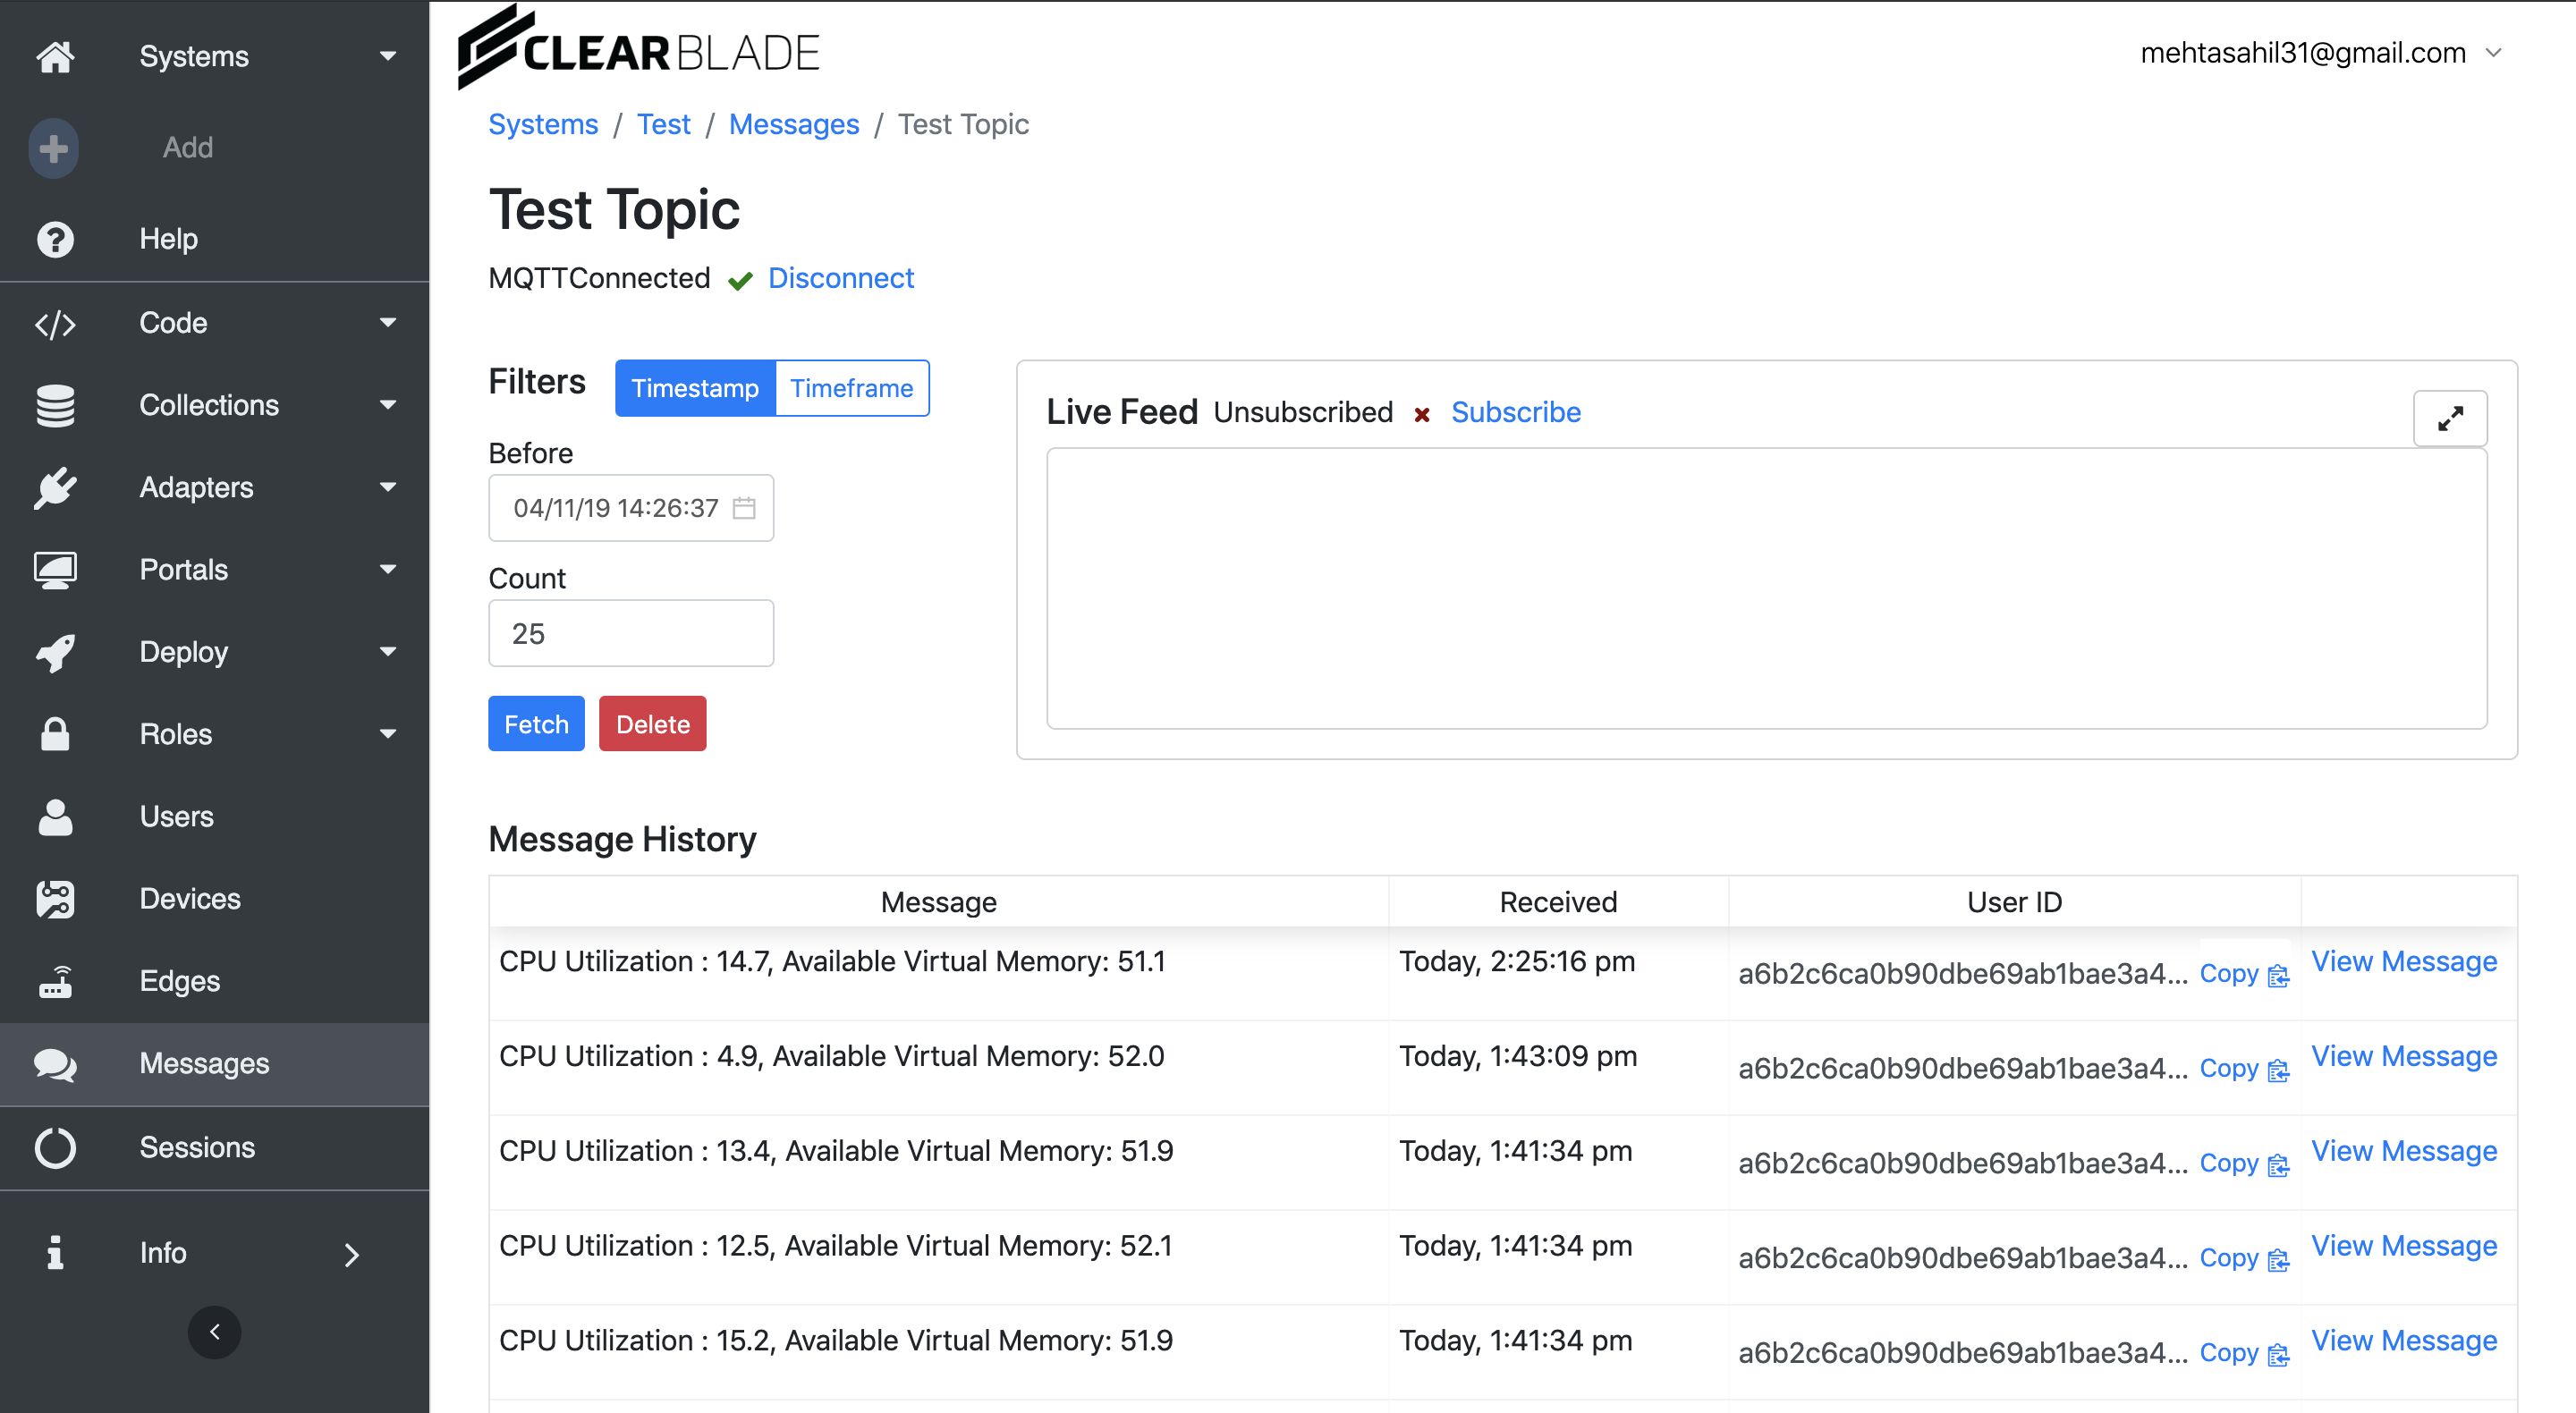 Systems
Add
Help
Code
Collections
Adapters
Portals
Deploy
Roles
Users
Devices
Edges
Messages
Sessions
Info
CLEARBLADE
mehtasahil31@gmail.com
Systems / Test / Messages / Test Topic
Test Topic
MQTTConnected Disconnect
Filters Timestamp Timeframe
Before
04/11/19 14:26:37
Count
25
Fetch Delete
Live Feed Unsubscribed Subscribe
Message History
Message Received User ID
CPU Utilization : 14.7, Available Virtual Memory: 51.1 Today, 2:25:16 pm a6b2c6ca0b90dbe69ab1bae3a4... Copy View Message
CPU Utilization : 4.9, Available Virtual Memory: 52.0 Today, 1:43:09 pm a6b2c6ca0b90dbe69ab1bae3a4... Copy View Message
CPU Utilization : 13.4, Available Virtual Memory: 51.9 Today, 1:41:34 pm a6b2c6ca0b90dbe69ab1bae3a4... Copy View Message
CPU Utilization : 12.5, Available Virtual Memory: 52.1 Today, 1:41:34 pm a6b2c6ca0b90dbe69ab1bae3a4... Copy View Message
CPU Utilization : 15.2, Available Virtual Memory: 51.9 Today, 1:41:34 pm a6b2c6ca0b90dbe69ab1bae3a4... Copy View Message